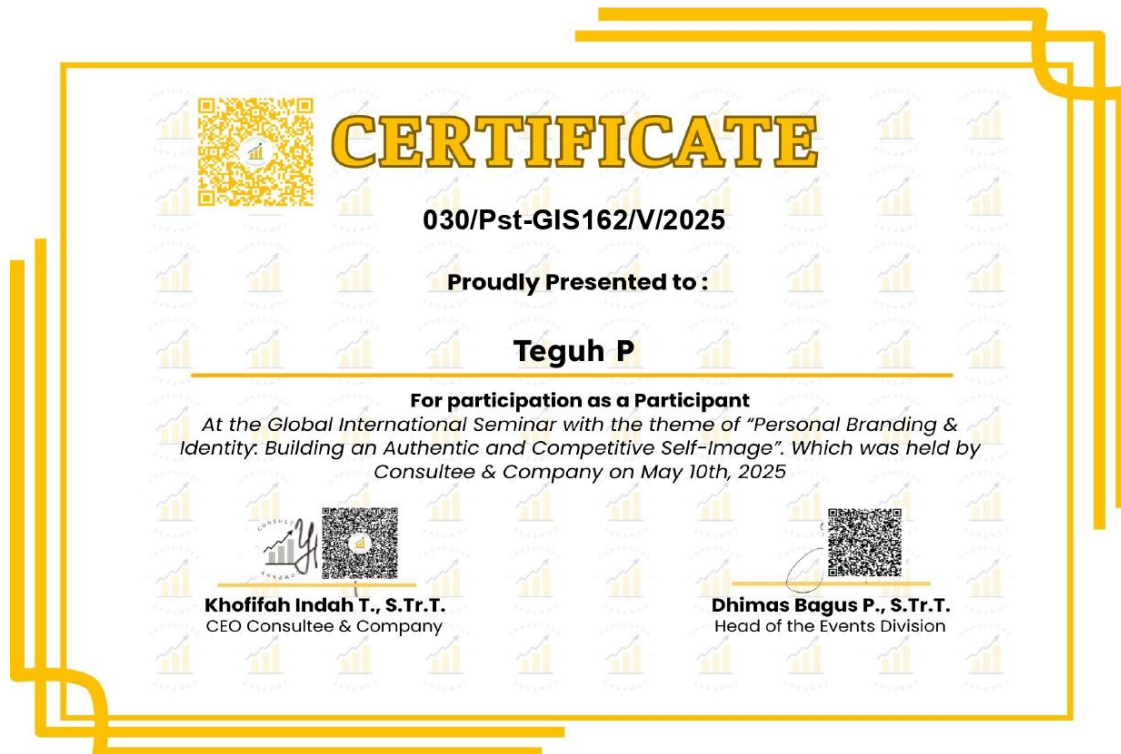 CERTIFICATE
030/Pst-GIS162/V/2025
Proudly Presented to :
Teguh P
For participation as a Participant
At the Global International Seminar with the theme of “Personal Branding &
Identity: Building an Authentic and Competitive Self-Image”. Which was held by
Consultee & Company on May 10th, 2025
Khofifah Indah T., S.Tr.T.
CEO Consultee & Company
Dhimas Bagus P., S.Tr.T.
Head of the Events Division